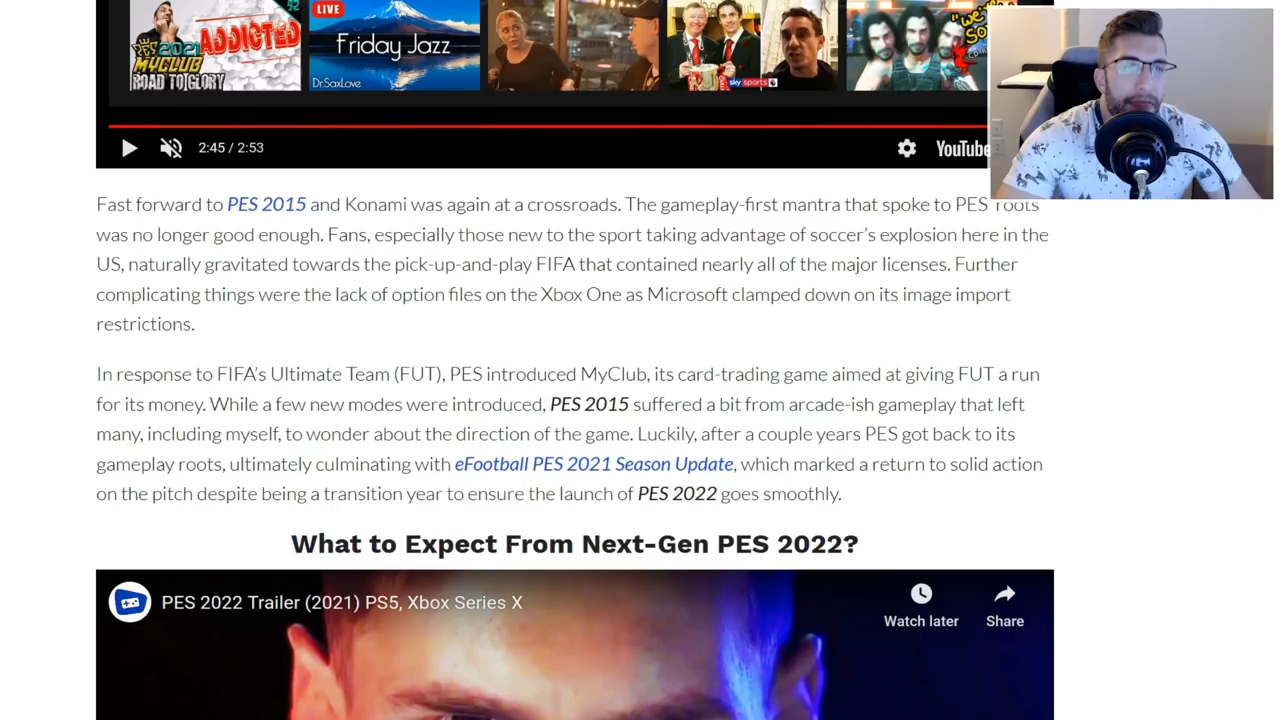 92
PES2021
MYCLUB
ADDICTED
ROAD TO GLORY
LIVE
Friday Jazz
Dr.SaxLove
sky sports
"we're
so
2:45 / 2:53
YouTube
Fast forward to PES 2015 and Konami was again at a crossroads. The gameplay-first mantra that spoke to PES' roots
was no longer good enough. Fans, especially those new to the sport taking advantage of soccer's explosion here in the
US, naturally gravitated towards the pick-up-and-play FIFA that contained nearly all of the major licenses. Further
complicating things were the lack of option files on the Xbox One as Microsoft clamped down on its image import
restrictions.
In response to FIFA's Ultimate Team (FUT), PES introduced MyClub, its card-trading game aimed at giving FUT a run
for its money. While a few new modes were introduced, PES 2015 suffered a bit from arcade-ish gameplay that left
many, including myself, to wonder about the direction of the game. Luckily, after a couple years PES got back to its
gameplay roots, ultimately culminating with eFootball PES 2021 Season Update, which marked a return to solid action
on the pitch despite being a transition year to ensure the launch of PES 2022 goes smoothly.
What to Expect From Next-Gen PES 2022?
PES 2022 Trailer (2021) PS5, Xbox Series X
Watch later
Share